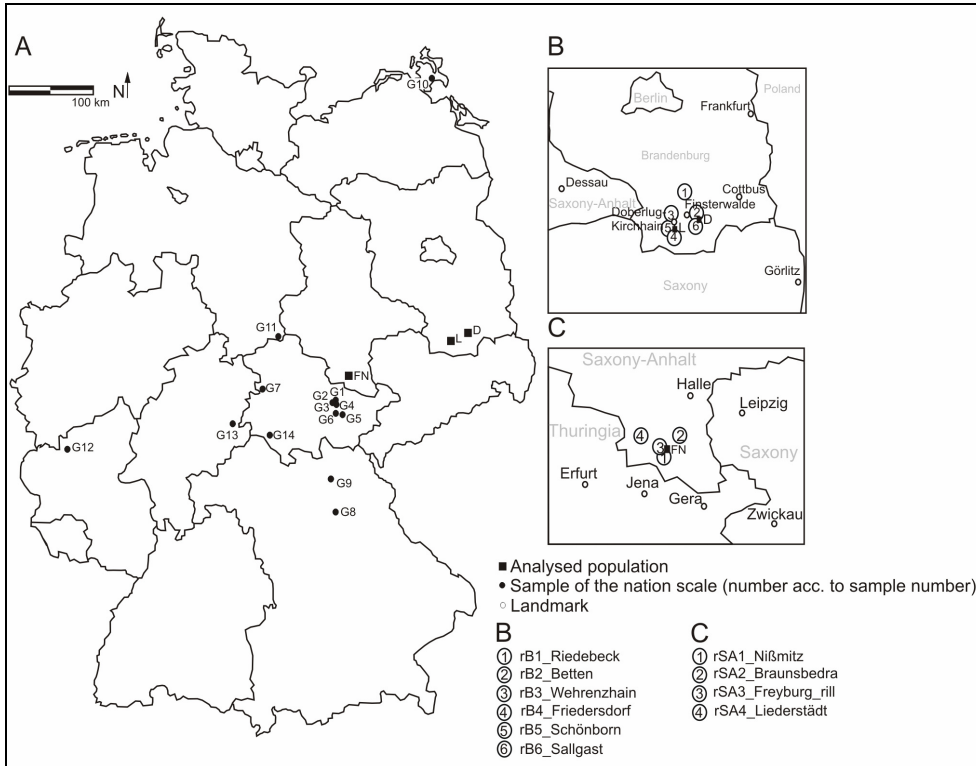 A
100 km
N
G10
G11
D
L
G7
FN
G1
G2
G3
G4
G6
G5
G13
G14
G12
G9
G8
B
Berlin
Poland
Frankfurt
Brandenburg
Dessau
Saxony-Anhalt
1
Cottbus
Finsterwalde
Doberlug-
Kirchhain
3
2
D
6
5
L
4
Görlitz
Saxony
C
Saxony-Anhalt
Halle
Leipzig
Thuringia
4
2
3
FN
1
Saxony
Erfurt
Jena
Gera
Zwickau
Analysed population
Sample of the nation scale (number acc. to sample number)
Landmark
B
1 rB1_Riedebeck
2 rB2_Betten
3 rB3_Wehrenzhain
4 rB4_Friedersdorf
5 rB5_Schönborn
6 rB6_Sallgast
C
1 rSA1_Nißmitz
2 rSA2_Braunsbedra
3 rSA3_Freyburg_rill
4 rSA4_Liederstädt